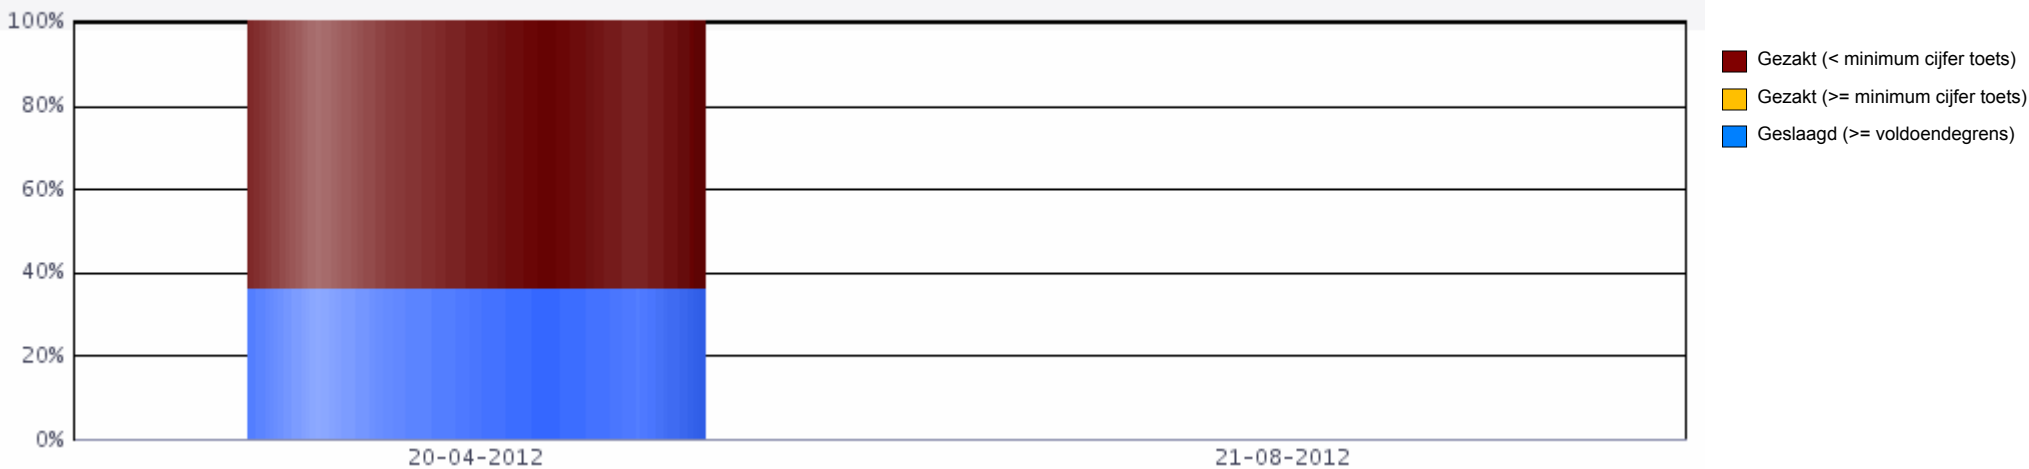 100%
80%
60%
40%
20%
0%
20-04-2012
21-08-2012
Gezakt (< minimum cijfer toets)
Gezakt (>= minimum cijfer toets)
Geslaagd (>= voldoendegrens)